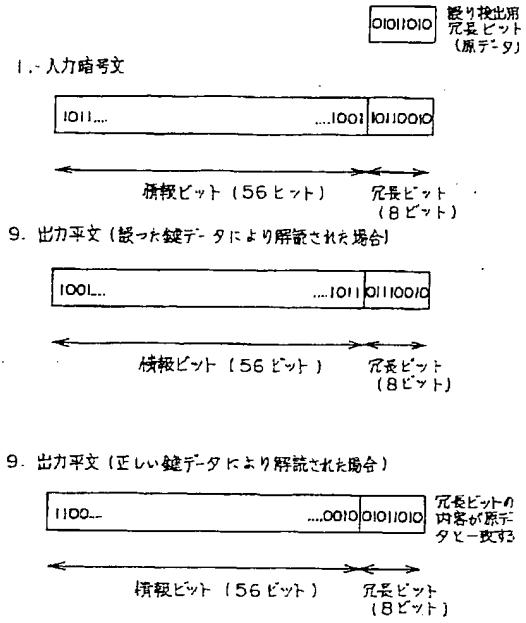 01011010
誤り検出用
冗長ビット
(原データ)
1. 入力暗号文
1011.... ....1001 10110010
情報ビット (56ビット) 冗長ビット
(8ビット)
9. 出力平文 (誤った鍵データにより解読された場合)
1001... ....1011 01110010
情報ビット (56ビット) 冗長ビット
(8ビット)
9. 出力平文 (正しい鍵データにより解読された場合)
1100... ....0010 01011010
冗長ビットの
内容が原デー
タと一致する
情報ビット (56ビット) 冗長ビット
(8ビット)